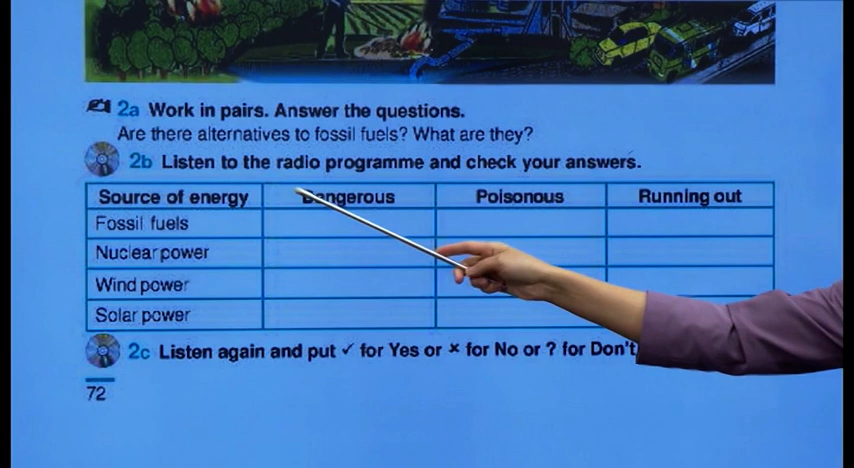 2a Work in pairs. Answer the questions.
Are there alternatives to fossil fuels? What are they?
2b Listen to the radio programme and check your answers.
Source of energy Dangerous Poisonous Running out
Fossil fuels
Nuclear power
Wind power
Solar power
2c Listen again and put ✓ for Yes or × for No or ? for Don't
72